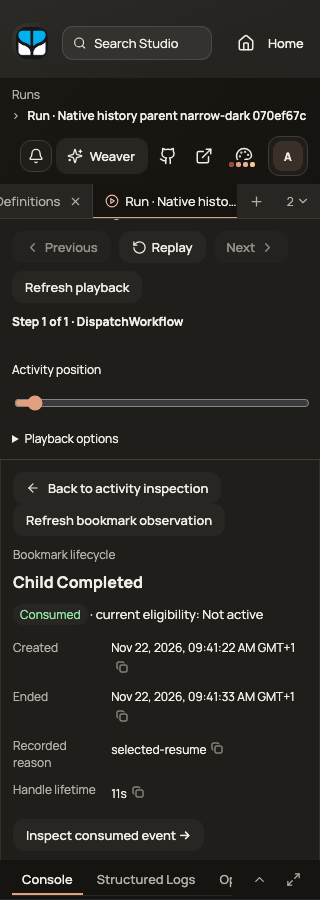 Search Studio
Home
Runs
› Run · Native history parent narrow-dark 070ef67c
Weaver
A
Definitions ×
Run · Native histo...
+
2
Previous
Replay
Next
Refresh playback
Step 1 of 1 · DispatchWorkflow
Activity position
Playback options
Back to activity inspection
Refresh bookmark observation
Bookmark lifecycle
Child Completed
Consumed · current eligibility: Not active
Created Nov 22, 2026, 09:41:22 AM GMT+1
Ended Nov 22, 2026, 09:41:33 AM GMT+1
Recorded reason selected-resume
Handle lifetime 11s
Inspect consumed event →
Console
Structured Logs